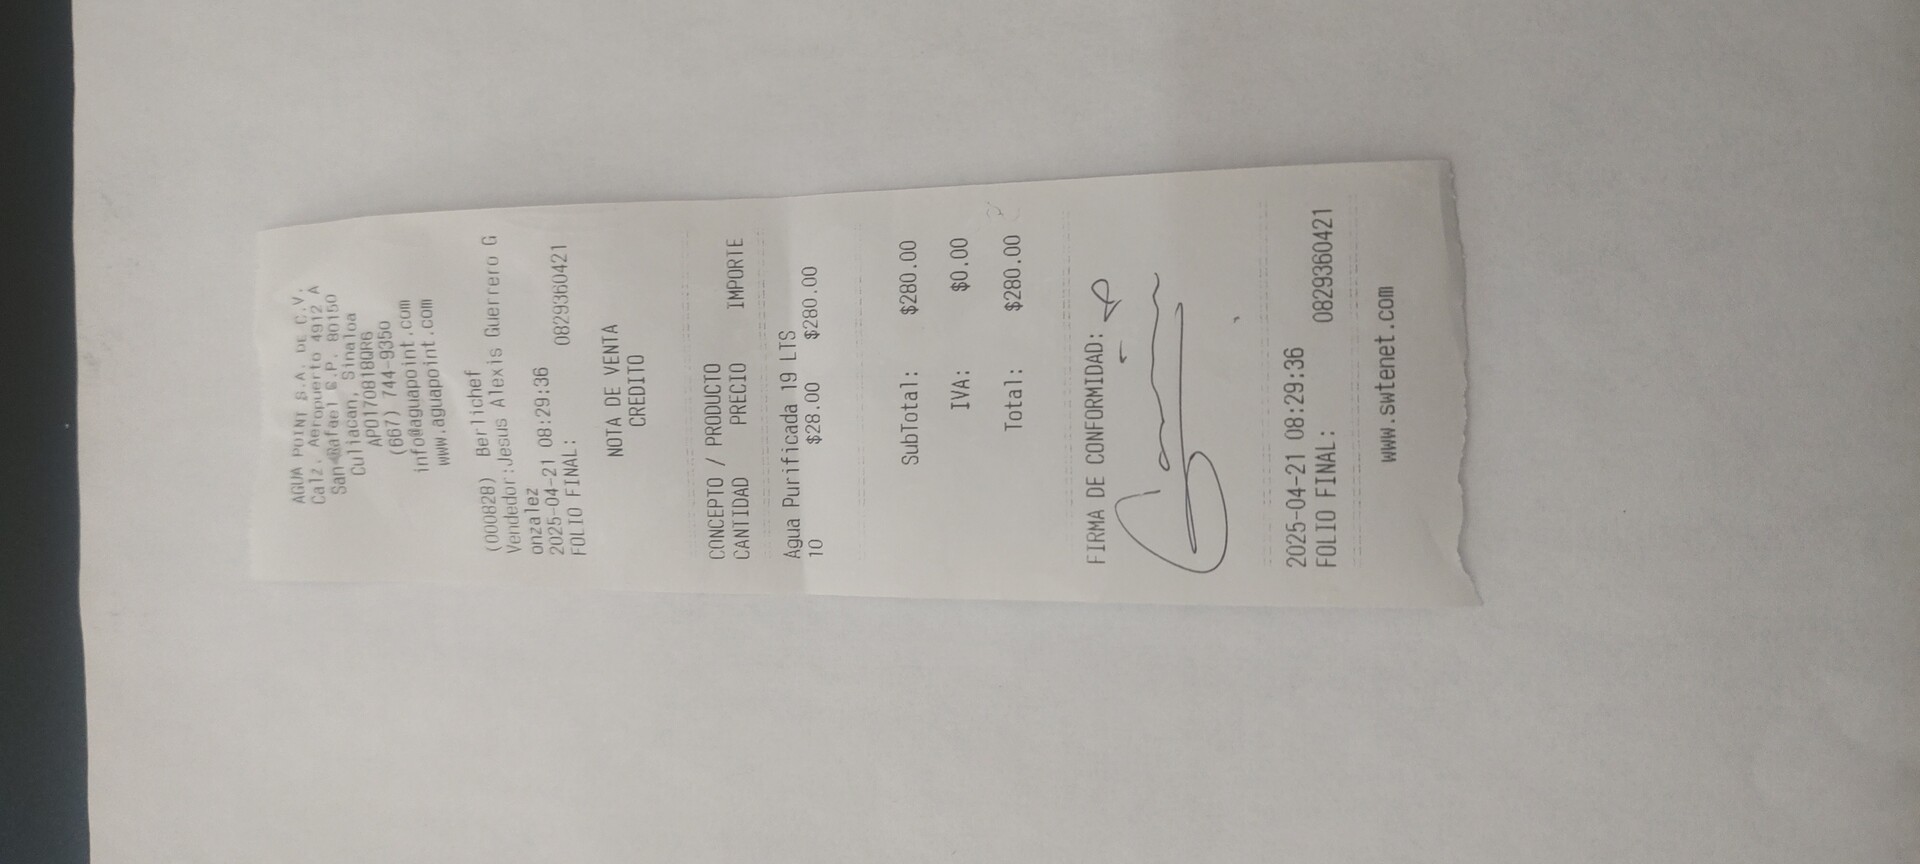 AGUA POINT S.A. DE C.V.
Calz. Aeropuerto 4912 A
San Rafael C.P. 80150
Culiacan, Sinaloa
APO170818QR6
(667) 744-9350
info@aguapoint.com
www.aguapoint.com
(000828) Berlichef
Vendedor:Jesus Alexis Guerrero G
onzalez
2025-04-21 08:29:36
FOLIO FINAL: 0829360421
NOTA DE VENTA
CREDITO
CONCEPTO / PRODUCTO
CANTIDAD PRECIO IMPORTE
Agua Purificada 19 LTS
10 $28.00 $280.00
SubTotal: $280.00
IVA: $0.00
Total: $280.00
FIRMA DE CONFORMIDAD:
2025-04-21 08:29:36
FOLIO FINAL: 0829360421
www.swtenet.com